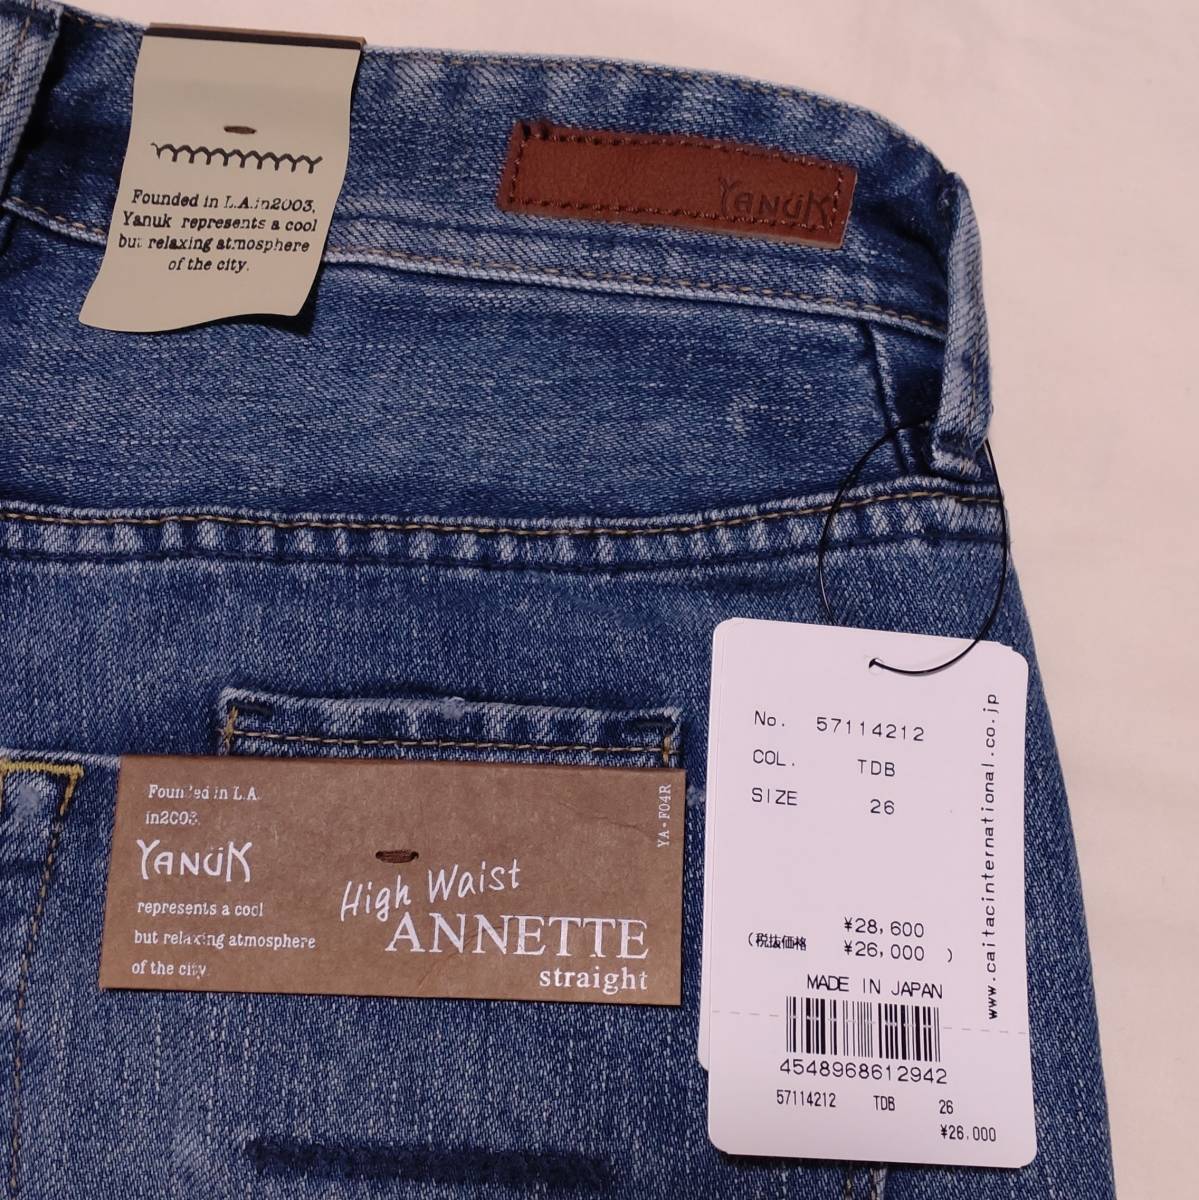 Founded in L.A.in2003,
Yanuk represents a cool
but relaxing atmosphere
of the city.
YANUK
Founded in L.A.
in2003,
YANUK
represents a cool
but relaxing atmosphere
of the city.
High Waist
ANNETTE
straight
YA・F04R
No. 57114212
COL. TDB
SIZE 26
¥28,600
(税抜価格 ¥26,000 )
MADE IN JAPAN
4548968612942
57114212 TDB 26
¥26,000
www.caitacinternational.co.jp